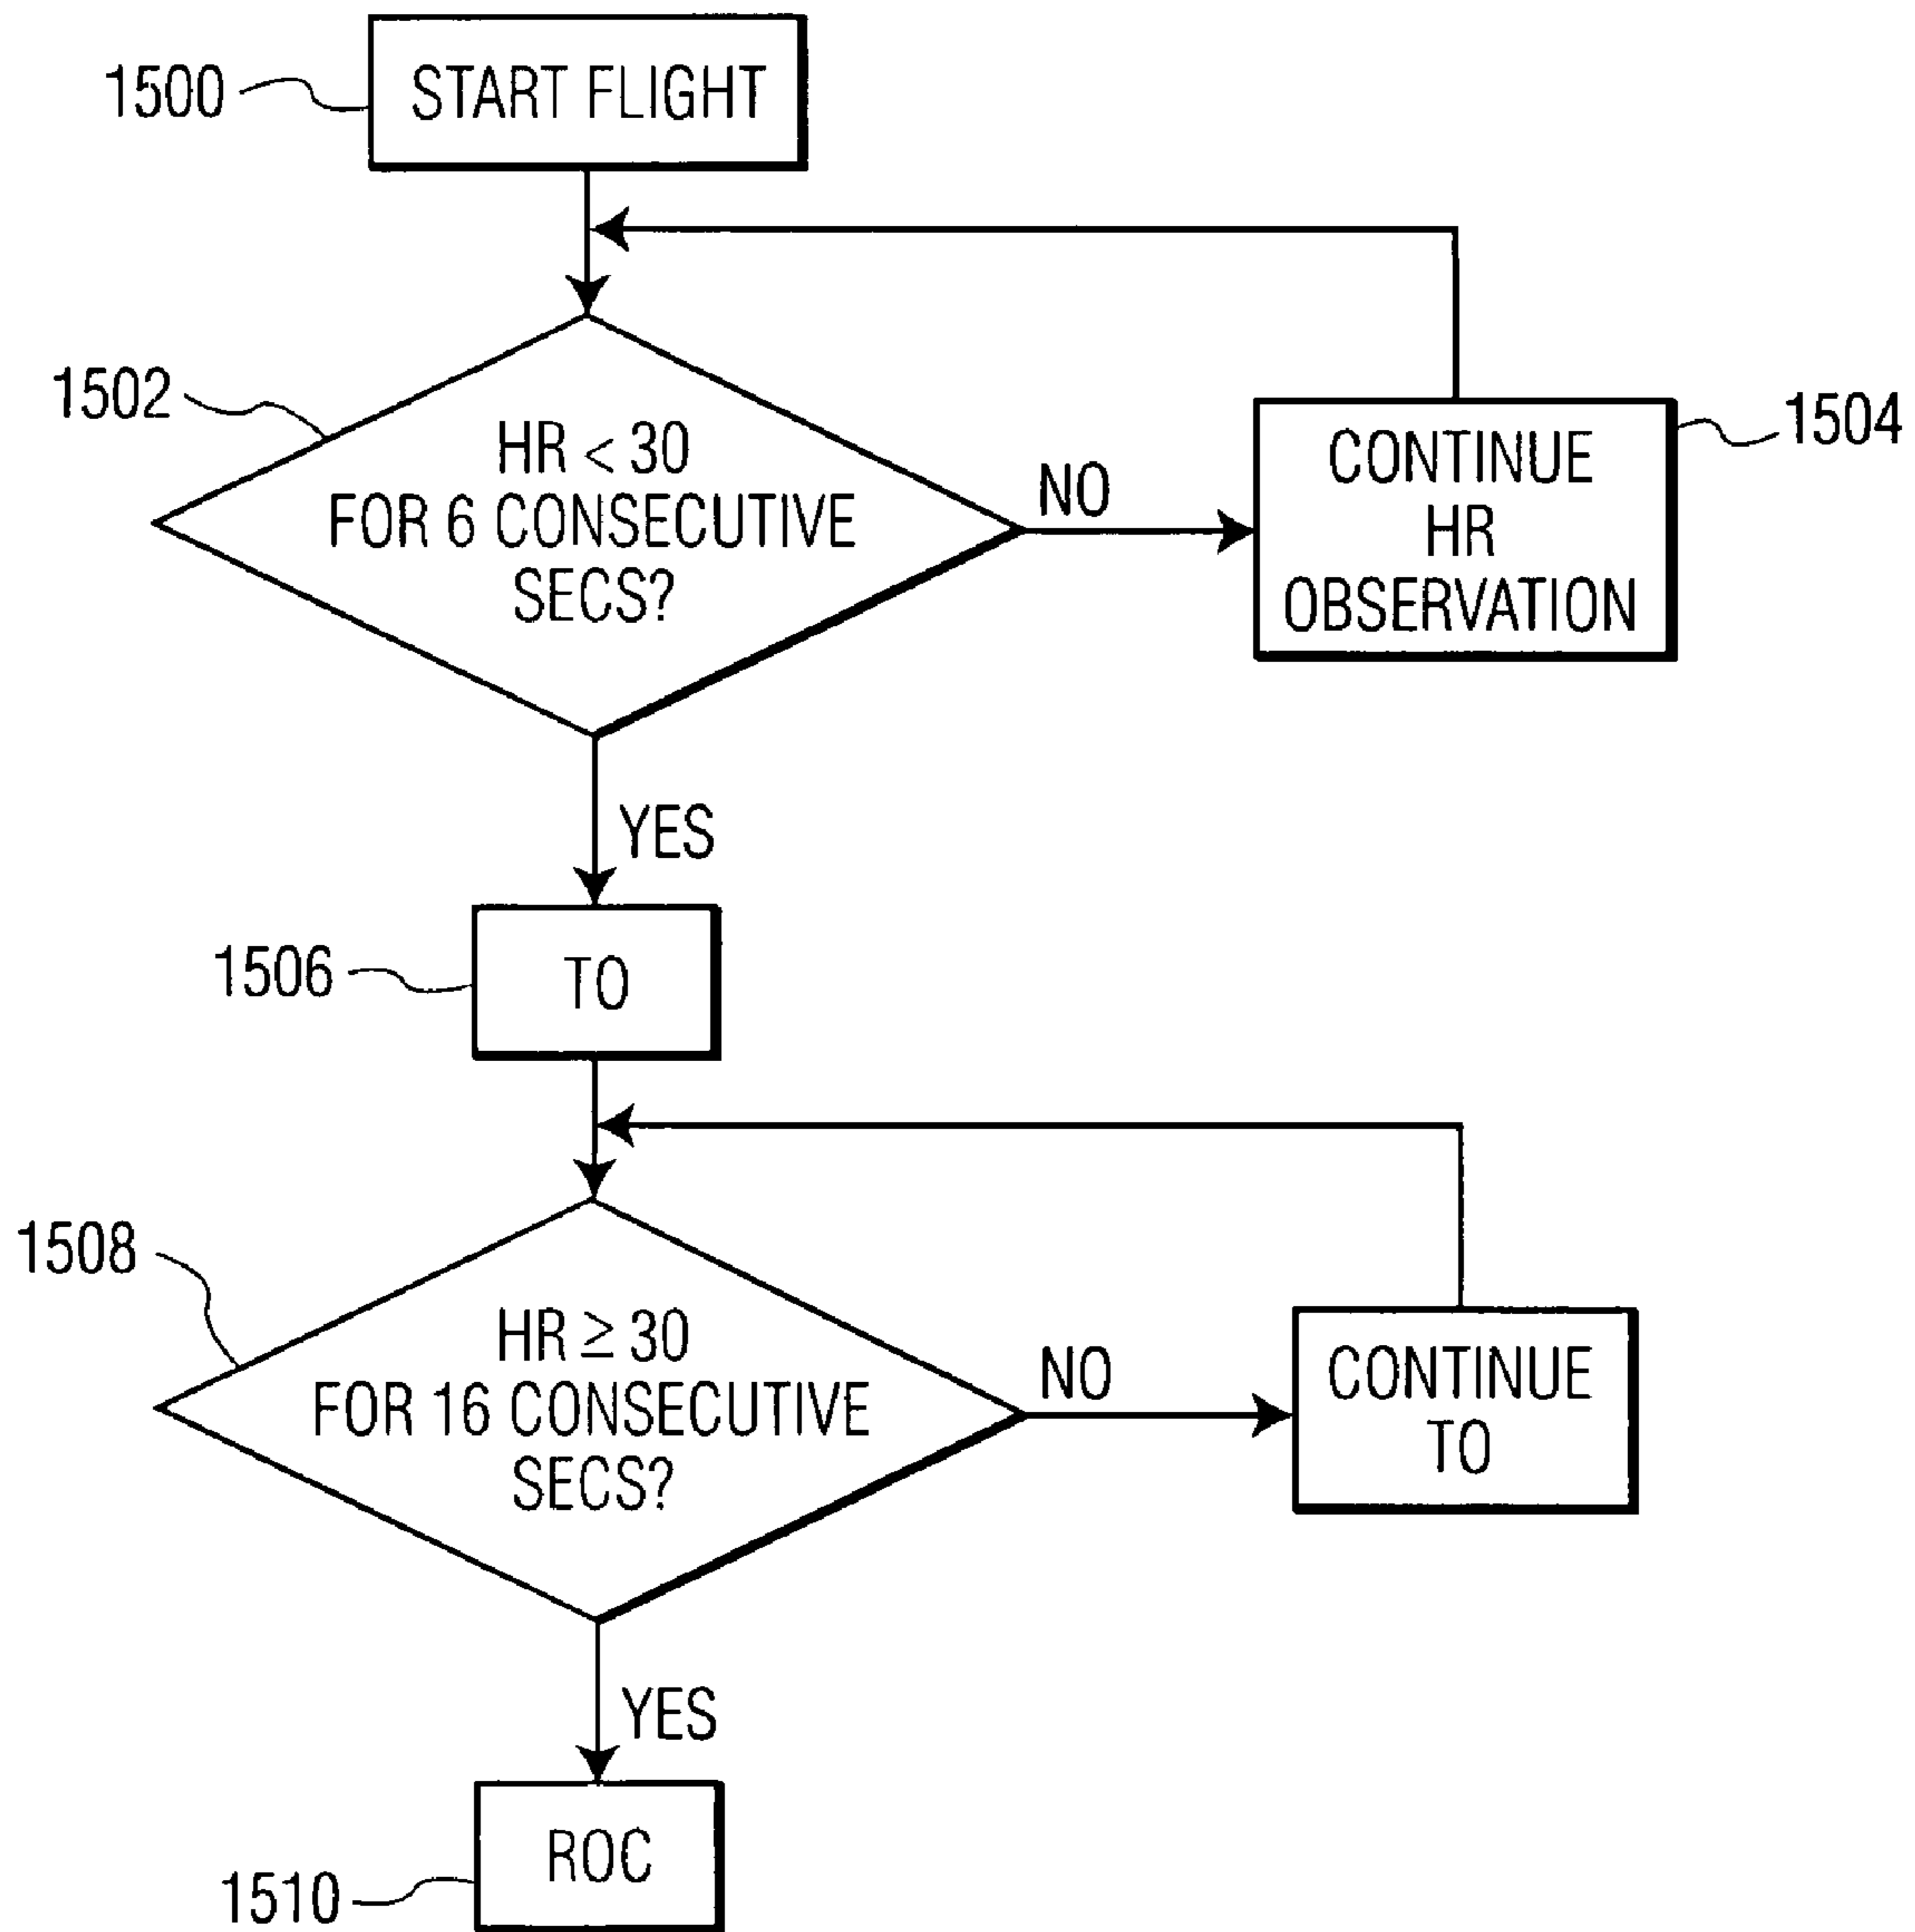 1500
START FLIGHT
1502
HR < 30
FOR 6 CONSECUTIVE
SECS?
NO
CONTINUE
HR
OBSERVATION
1504
YES
1506
TO
1508
HR ≥ 30
FOR 16 CONSECUTIVE
SECS?
NO
CONTINUE
TO
YES
ROC
1510